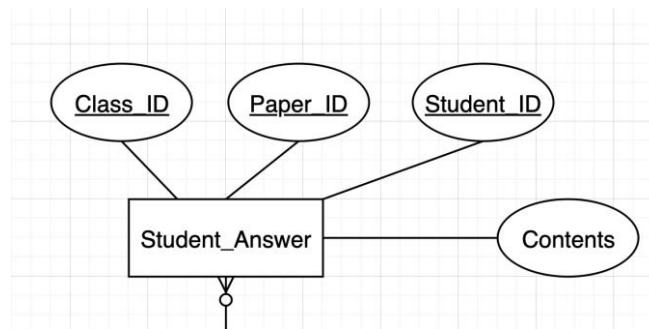 Class_ID
Paper_ID
Student_ID
Student_Answer
Contents